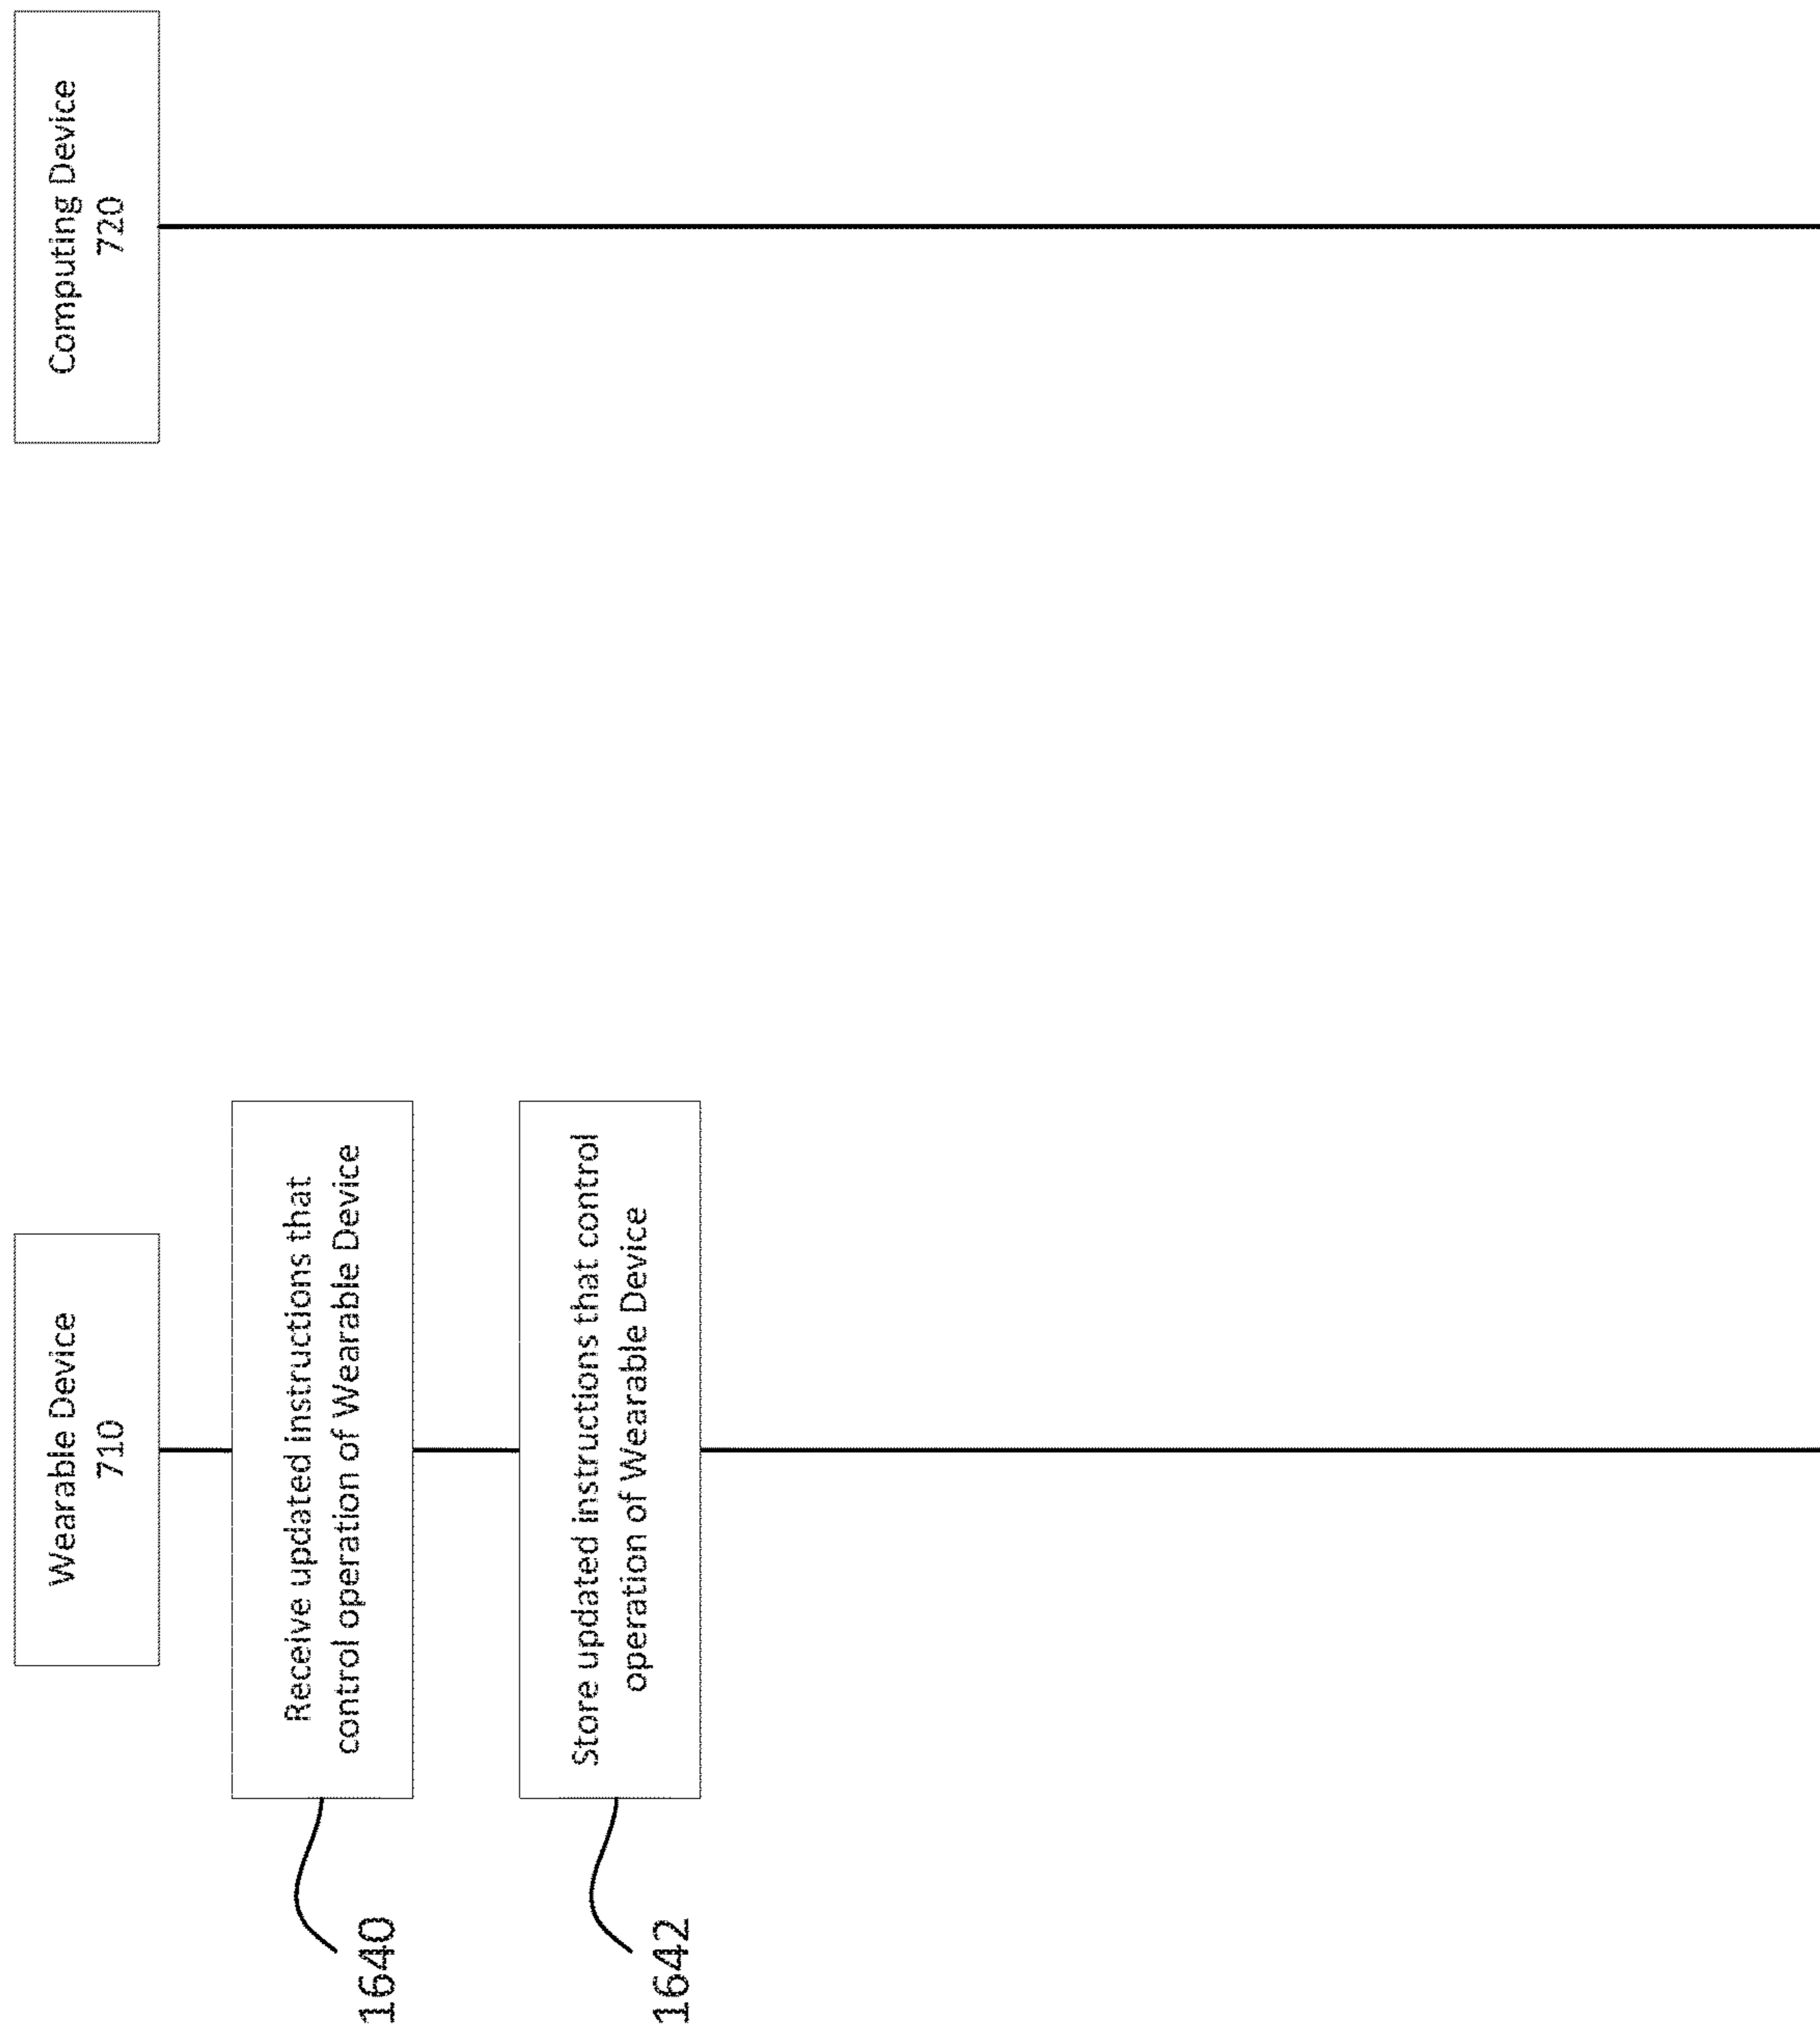 Wearable Device
710
Computing Device
720
1640
Receive updated instructions that
control operation of Wearable Device
1642
Store updated instructions that control
operation of Wearable Device